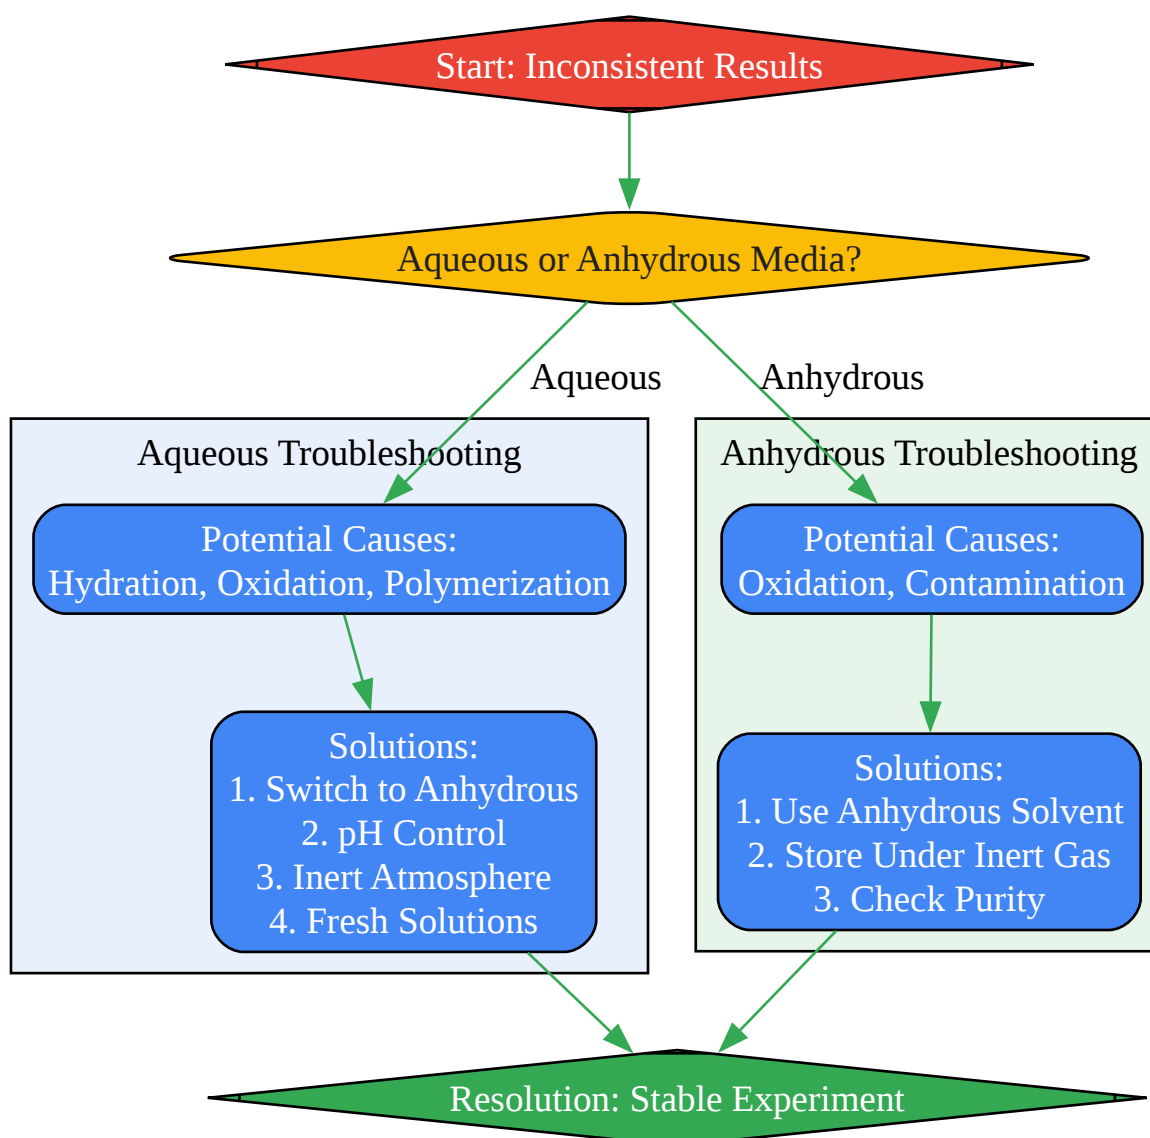 Start: Inconsistent Results
Aqueous or Anhydrous Media?
Aqueous
Anhydrous
Aqueous Troubleshooting
Potential Causes:
Hydration, Oxidation, Polymerization
Solutions:
1. Switch to Anhydrous
2. pH Control
3. Inert Atmosphere
4. Fresh Solutions
Anhydrous Troubleshooting
Potential Causes:
Oxidation, Contamination
Solutions:
1. Use Anhydrous Solvent
2. Store Under Inert Gas
3. Check Purity
Resolution: Stable Experiment